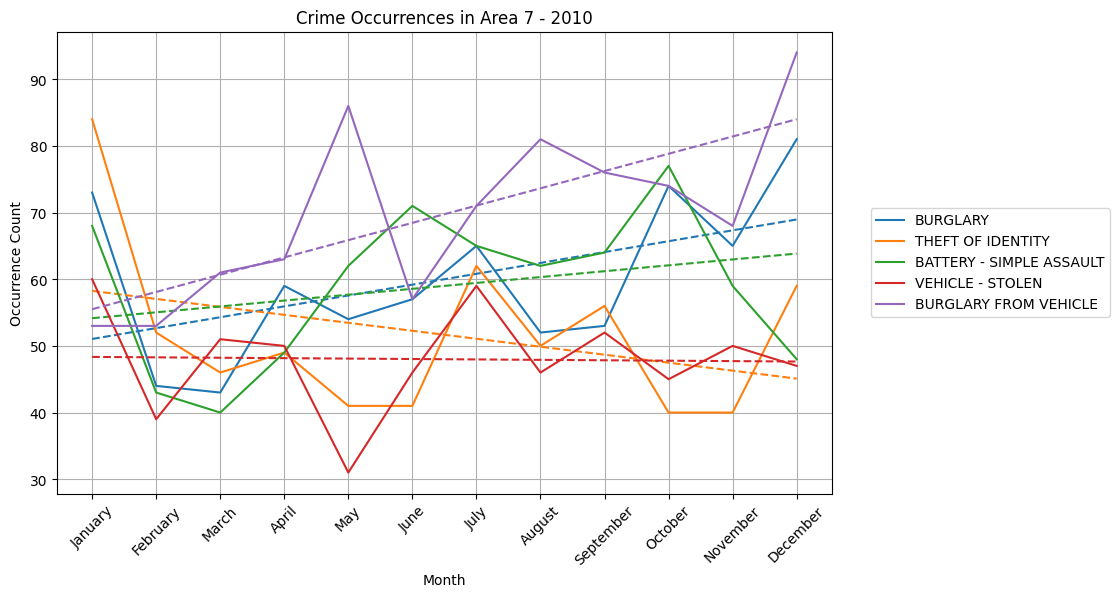 Crime Occurrences in Area 7 - 2010
Occurrence Count
90
80
70
60
50
40
30
January
February
March
April
May
June
July
August
September
October
November
December
Month
BURGLARY
THEFT OF IDENTITY
BATTERY - SIMPLE ASSAULT
VEHICLE - STOLEN
BURGLARY FROM VEHICLE